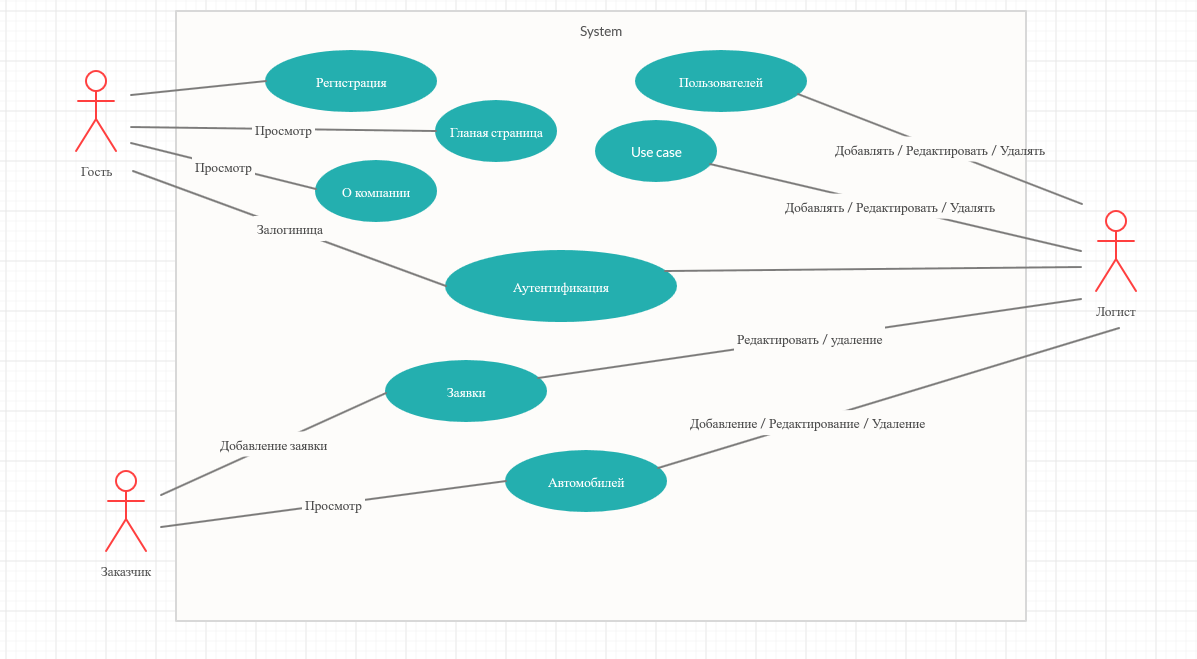 System
Регистрация
Пользователей
Просмотр
Гланая страница
Use case
Добавлять / Редактировать / Удалять
Просмотр
Гость
О компании
Добавлять / Редактировать / Удалять
Залогиница
Аутентификация
Логист
Редактировать / удаление
Заявки
Добавление / Редактирование / Удаление
Добавление заявки
Автомобилей
Просмотр
Заказчик